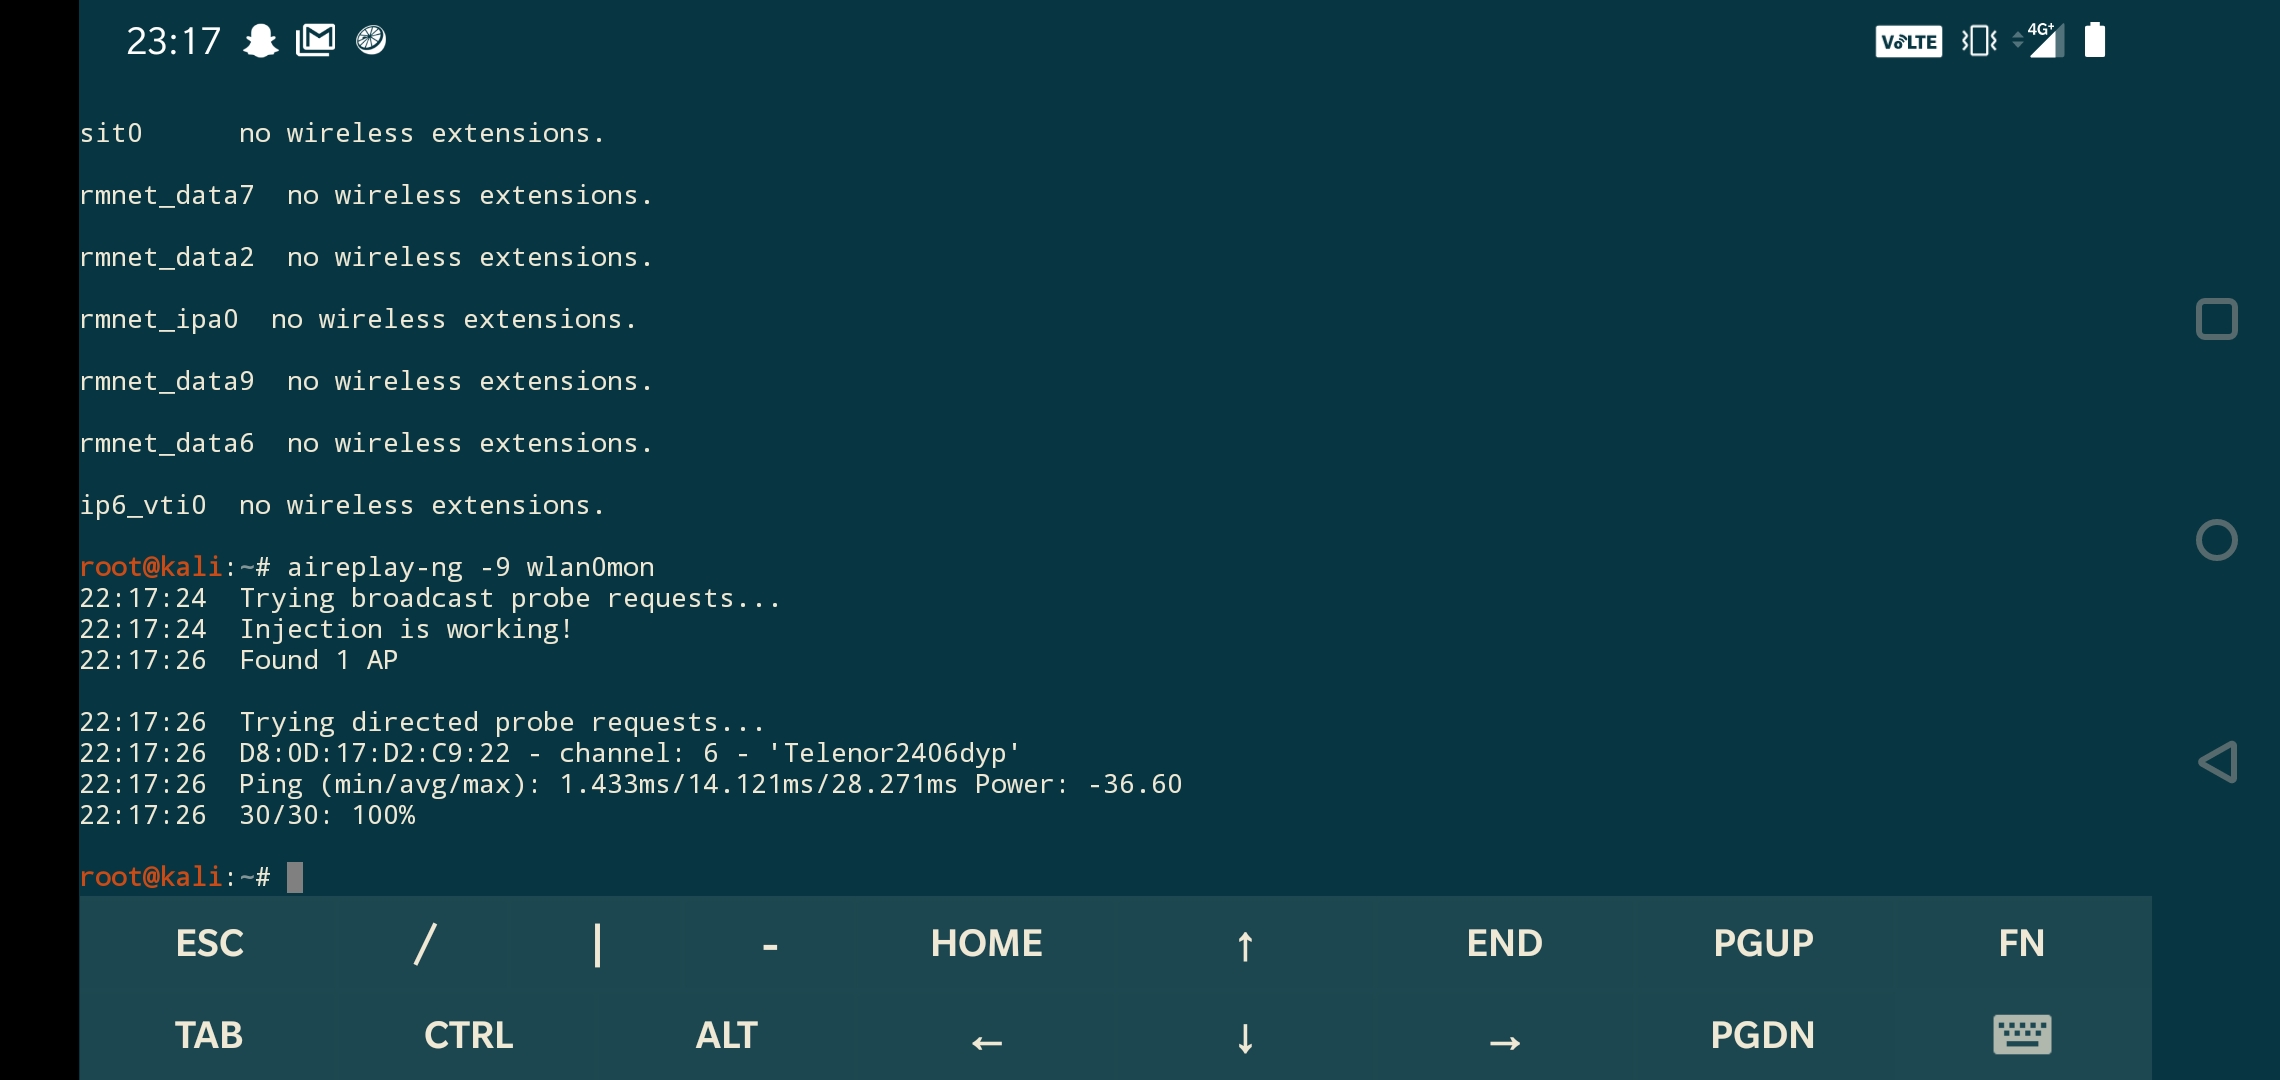 23:17 VoLTE 4G+
sit0      no wireless extensions.
rmnet_data7  no wireless extensions.
rmnet_data2  no wireless extensions.
rmnet_ipa0  no wireless extensions.
rmnet_data9  no wireless extensions.
rmnet_data6  no wireless extensions.
ip6_vti0  no wireless extensions.
root@kali:~# aireplay-ng -9 wlan0mon
22:17:24  Trying broadcast probe requests...
22:17:24  Injection is working!
22:17:26  Found 1 AP
22:17:26  Trying directed probe requests...
22:17:26  D8:0D:17:D2:C9:22 - channel: 6 - 'Telenor2406dyp'
22:17:26  Ping (min/avg/max): 1.433ms/14.121ms/28.271ms Power: -36.60
22:17:26  30/30: 100%
root@kali:~#
ESC / | - HOME ↑ END PGUP FN
TAB CTRL ALT ← ↓ → PGDN